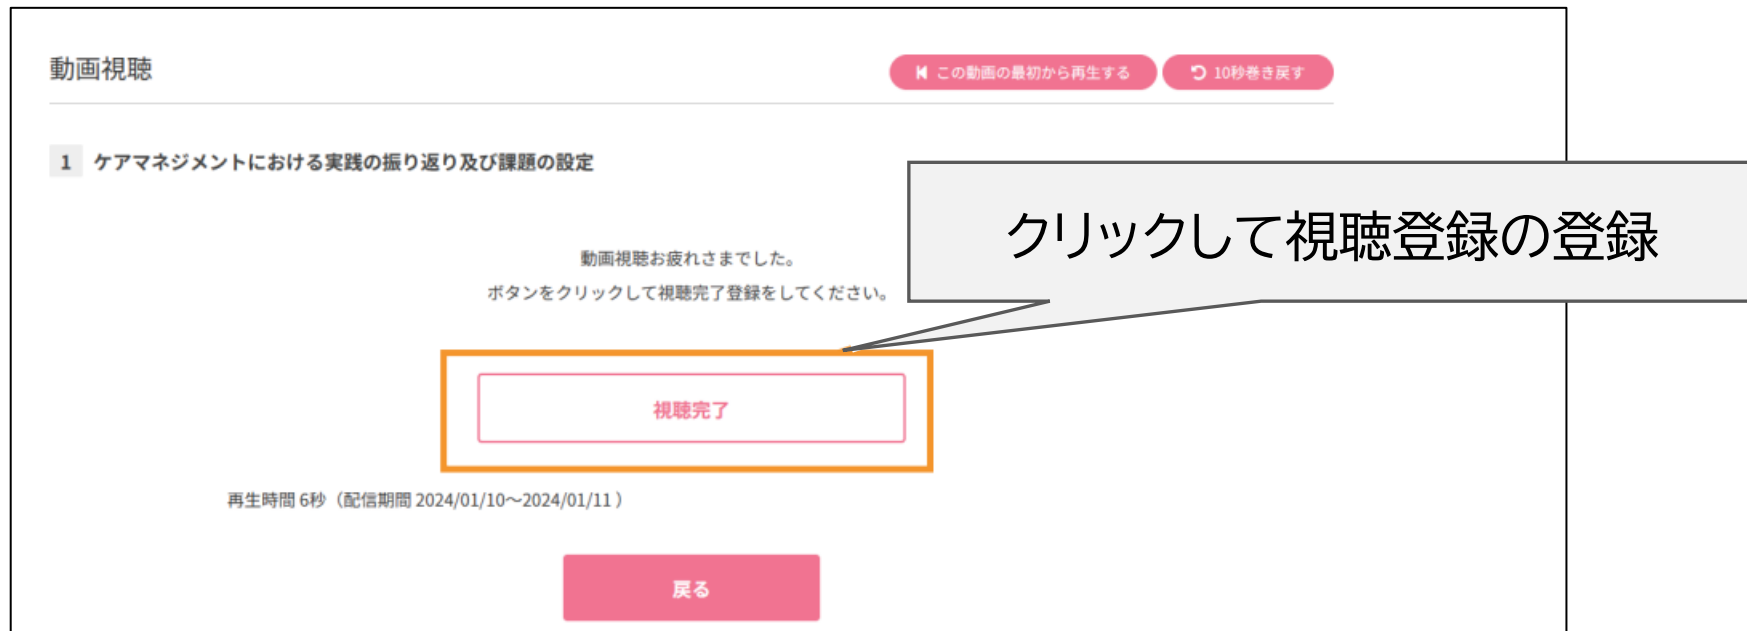 動画視聴
この動画の最初から再生する
10秒巻き戻す
1 ケアマネジメントにおける実践の振り返り及び課題の設定
クリックして視聴登録の登録
動画視聴お疲れさまでした。
ボタンをクリックして視聴完了登録をしてください。
視聴完了
再生時間 6秒（配信期間 2024/01/10～2024/01/11 ）
戻る